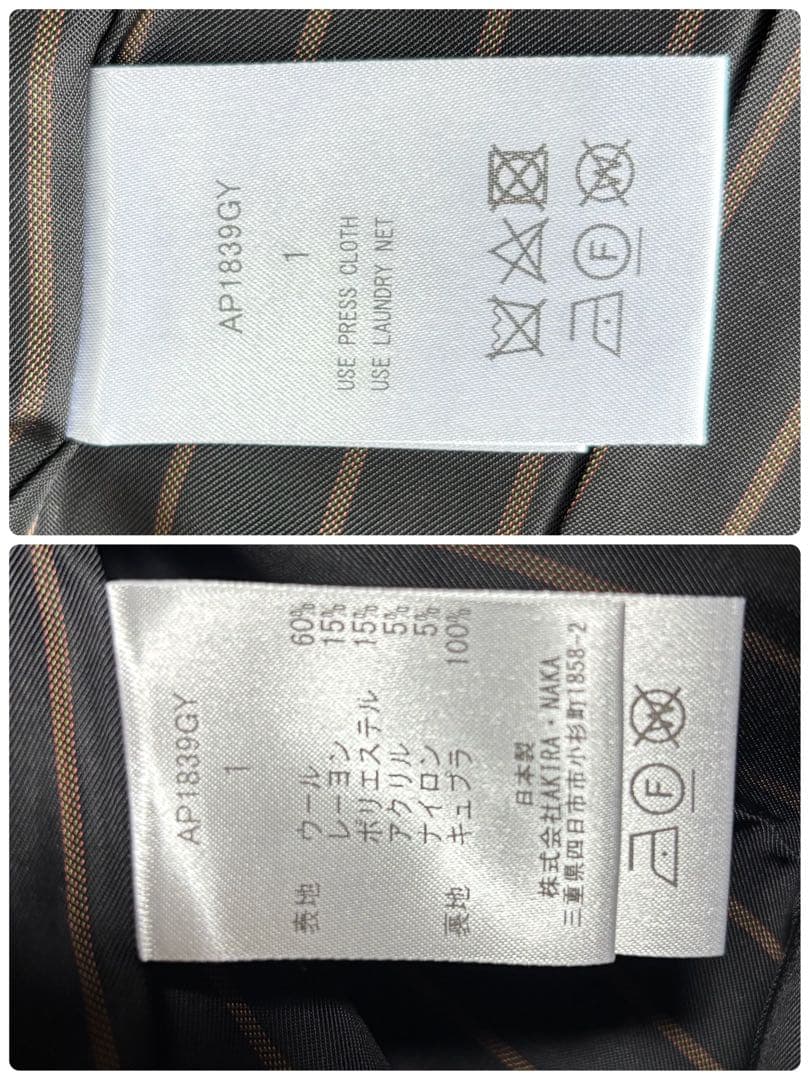 AP1839GY
1
USE PRESS CLOTH
USE LAUNDRY NET
F
W
AP1839GY
1
表地 ウール 60%
レーヨン 15%
ポリエステル 15%
アクリル 5%
ナイロン 5%
裏地 キュプラ 100%
日本製
株式会社AKIRA・NAKA
三重県四日市市小杉町1858-2
F
W